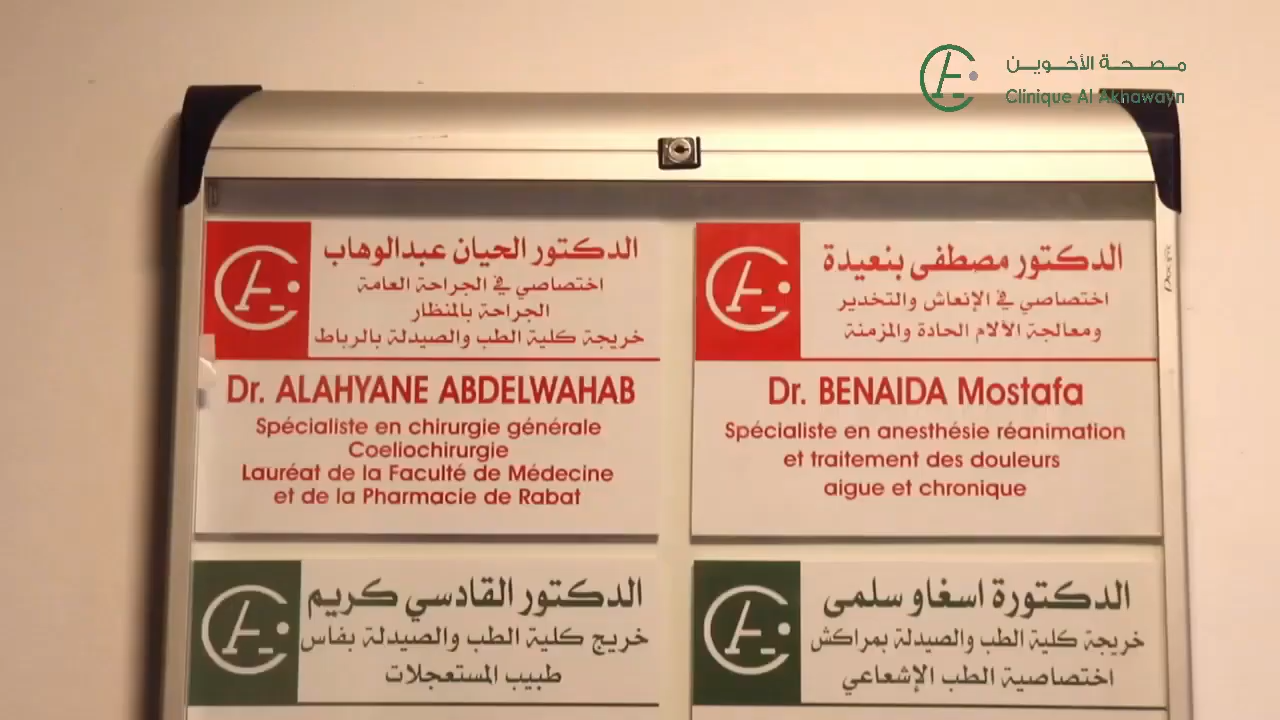 مصحة الأخوين
Clinique Al Akhawayn
الدكتور الحيان عبدالوهاب
اختصاصي في الجراحة العامة
الجراحة بالمنظار
خريجة كلية الطب والصيدلة بالرباط
Dr. ALAHYANE ABDELWAHAB
Spécialiste en chirurgie générale
Coeliochirurgie
Lauréat de la Faculté de Médecine
et de la Pharmacie de Rabat
الدكتور مصطفى بنعيدة
اختصاصي في الإنعاش والتخدير
ومعالجة الألام الحادة والمزمنة
Dr. BENAIDA Mostafa
Spécialiste en anesthésie réanimation
et traitement des douleurs
aigue et chronique
الدكتور القادسي كريم
خريج كلية الطب والصيدلة بفاس
طبيب المستعجلات
الدكتورة اسغاو سلمى
خريجة كلية الطب والصيدلة بمراكش
اختصاصية الطب الإشعاعي